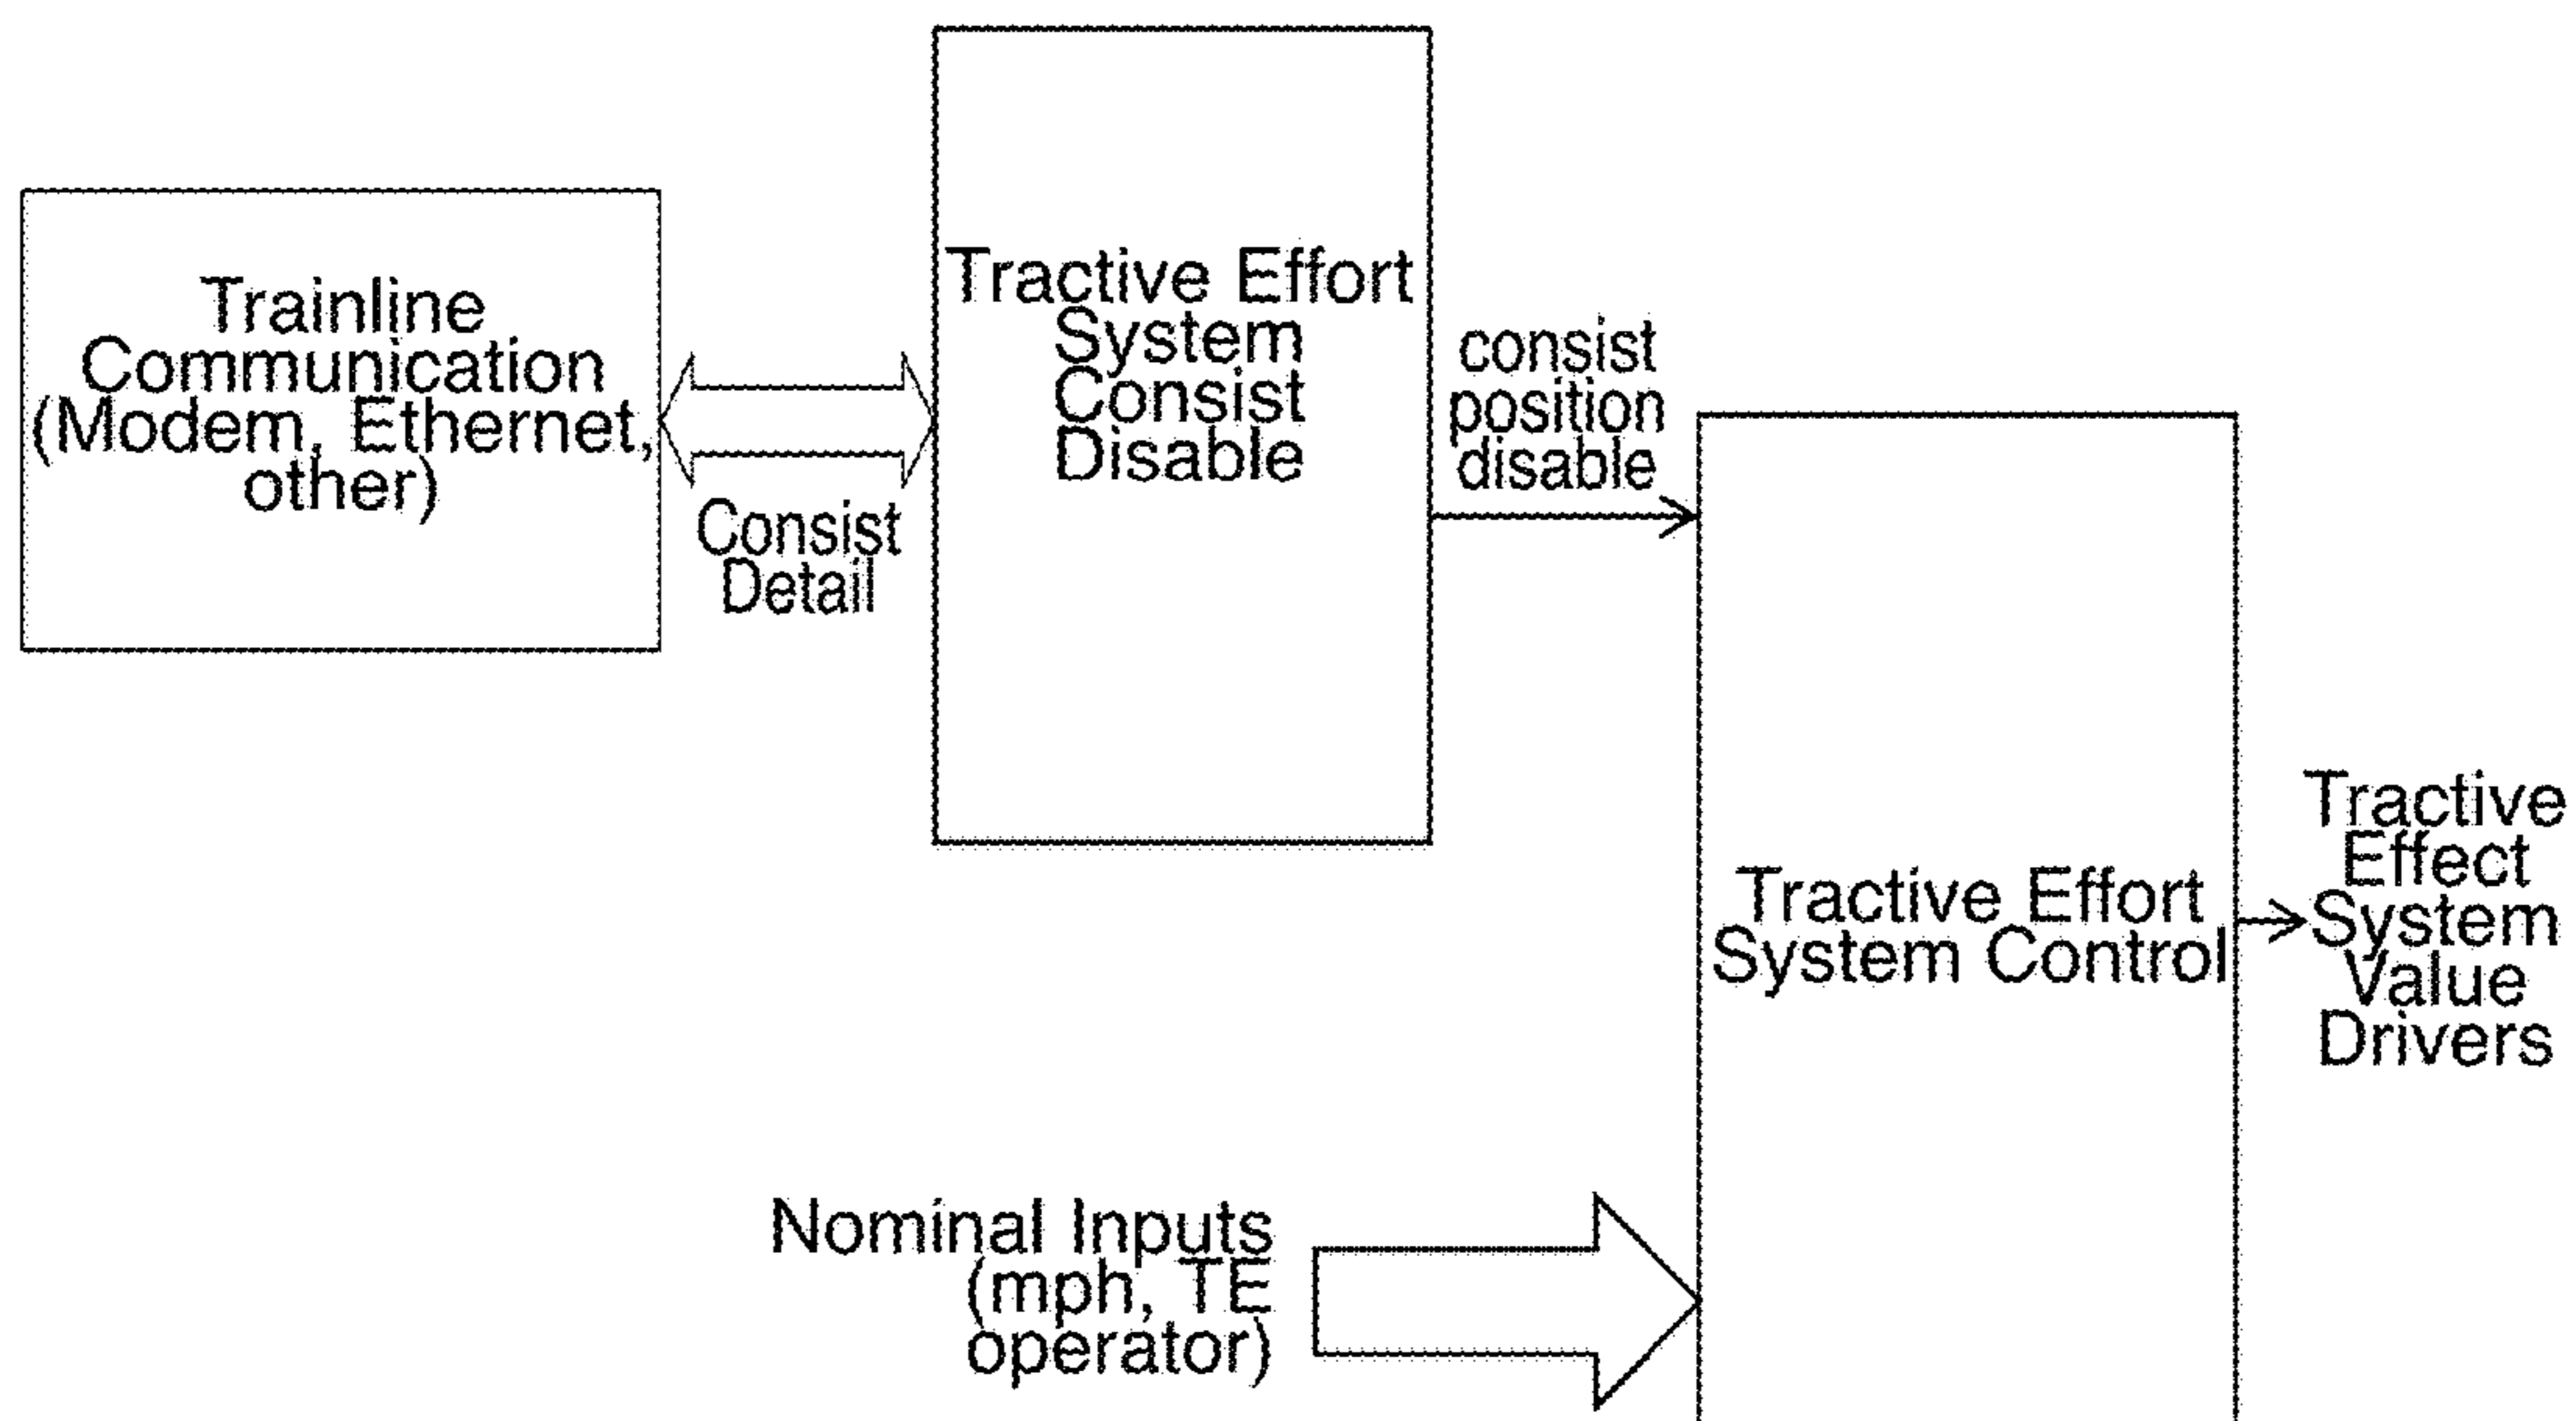 Trainline
Communication
(Modem, Ethernet,
other)
Consist
Detail
Tractive Effort
System
Consist
Disable
consist
position
disable
Tractive Effort
System Control
Tractive
Effect
System
Value
Drivers
Nominal Inputs
(mph, TE
operator)